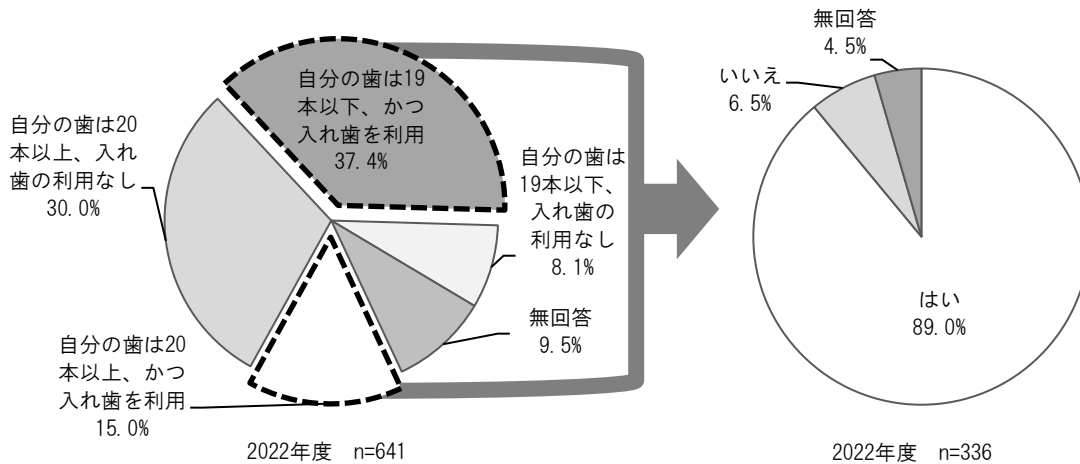 自分の歯は19
本以下、かつ
入れ歯を利用
37.4%
自分の歯は
19本以下、
入れ歯の
利用なし
8.1%
無回答
9.5%
自分の歯は20
本以上、かつ
入れ歯を利用
15.0%
自分の歯は20
本以上、入れ
歯の利用なし
30.0%
2022年度 n=641
無回答
4.5%
いいえ
6.5%
はい
89.0%
2022年度 n=336